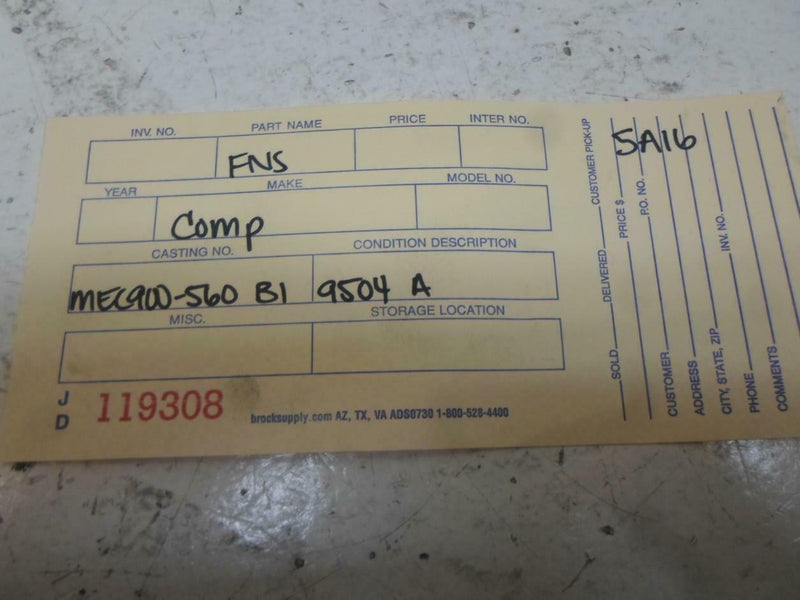 INV. NO. PART NAME PRICE INTER NO.
FNS
YEAR MAKE MODEL NO.
Comp
CASTING NO. CONDITION DESCRIPTION
MEC900-560 B1 9504 A
MISC. STORAGE LOCATION
J
D
119308
brocksupply.com AZ, TX, VA ADS0730 1-800-528-4400
5A16
SOLD DELIVERED CUSTOMER PICK-UP
PRICE $
P.O. NO.
CUSTOMER
ADDRESS
CITY, STATE, ZIP INV. NO.
PHONE
COMMENTS